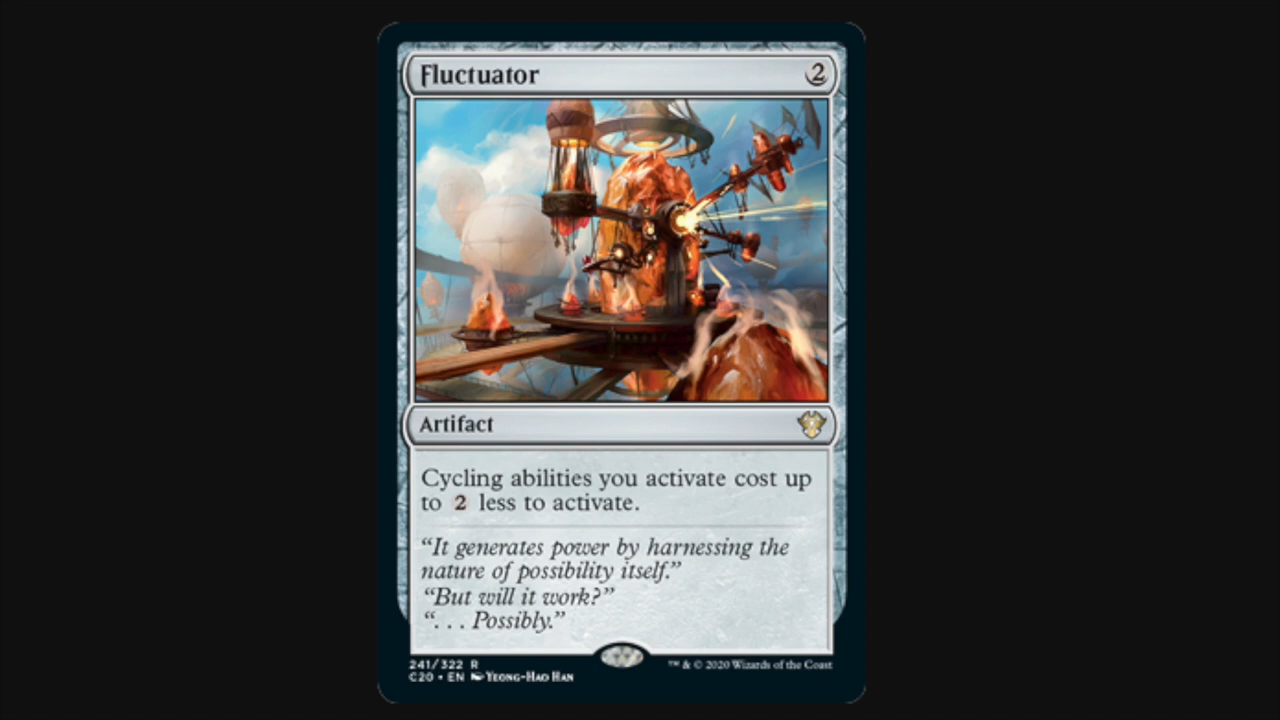 Fluctuator 2
Artifact
Cycling abilities you activate cost up
to 2 less to activate.
“It generates power by harnessing the
nature of possibility itself.”
“But will it work?”
“. . . Possibly.”
241/322 R
C20 • EN Yeong-Hao Han
™ & © 2020 Wizards of the Coast